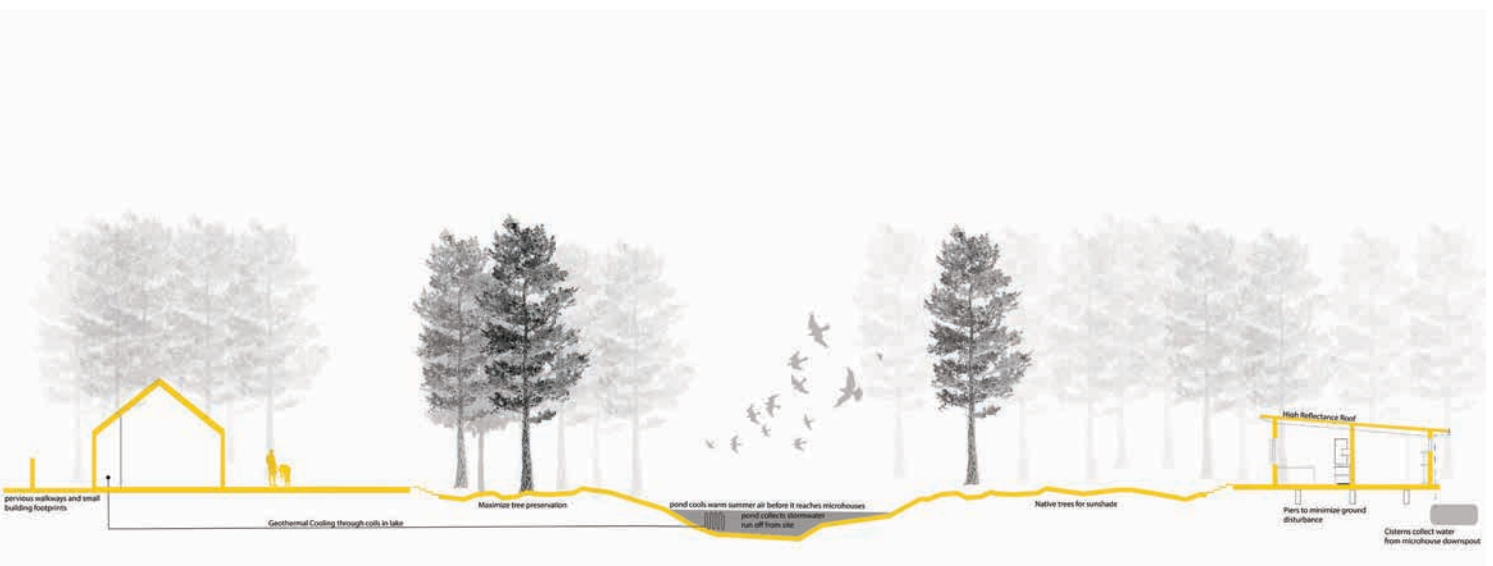 High Reflectance Roof
pervious walkways and small
building footprints
Maximize tree preservation
pond cools warm summer air before it reaches microhouses
Native trees for sunshade
pond collects stormwater
run off from site
Geothermal Cooling through coils in lake
Piers to minimize ground
disturbance
Cisterns collect water
from microhouse downspout